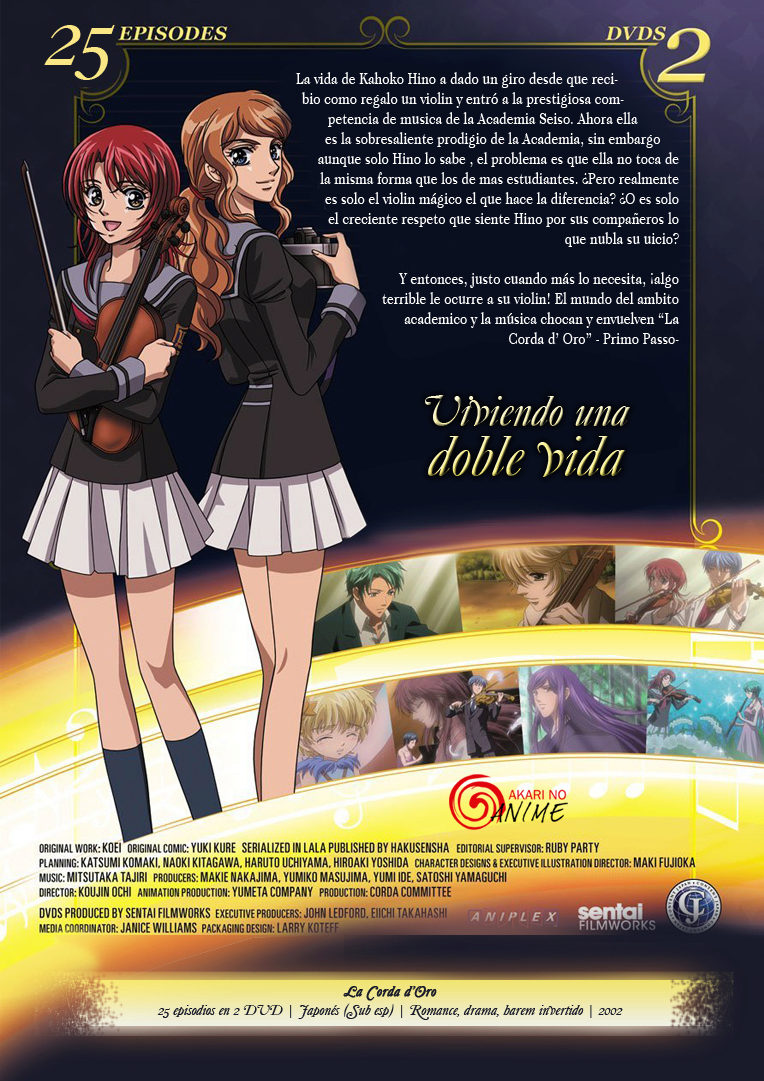 25 EPISODES
DVDS 2
La vida de Kahoko Hino a dado un giro desde que reci-
bio como regalo un violin y entró a la prestigiosa com-
petencia de musica de la Academia Seiso. Ahora ella
es la sobresaliente prodigio de la Academia, sin embargo
aunque solo Hino lo sabe , el problema es que ella no toca de
la misma forma que los de mas estudiantes. ¿Pero realmente
es solo el violin mágico el que hace la diferencia? ¿O es solo
el creciente respeto que siente Hino por sus compañeros lo
que nubla su uicio?
Y entonces, justo cuando más lo necesita, ¡algo
terrible le ocurre a su violin! El mundo del ambito
academico y la música chocan y envuelven “La
Corda d’ Oro” - Primo Passo-
Viviendo una
doble vida
AKARI NO
ANIME
ORIGINAL WORK: KOEI ORIGINAL COMIC: YUKI KURE SERIALIZED IN LALA PUBLISHED BY HAKUSENSHA EDITORIAL SUPERVISOR: RUBY PARTY
PLANNING: KATSUMI KOMAKI, NAOKI KITAGAWA, HARUTO UCHIYAMA, HIROAKI YOSHIDA CHARACTER DESIGNS & EXECUTIVE ILLUSTRATION DIRECTOR: MAKI FUJIOKA
MUSIC: MITSUTAKA TAJIRI PRODUCERS: MAKIE NAKAJIMA, YUMIKO MASUJIMA, YUMI IDE, SATOSHI YAMAGUCHI
DIRECTOR: KOUJIN OCHI ANIMATION PRODUCTION: YUMETA COMPANY PRODUCTION: CORDA COMMITTEE
DVDS PRODUCED BY SENTAI FILMWORKS EXECUTIVE PRODUCERS: JOHN LEDFORD, EIICHI TAKAHASHI
MEDIA COORDINATOR: JANICE WILLIAMS PACKAGING DESIGN: LARRY KOTEFF
ANIPLEX
sentai
FILMWORKS
La Corda d'Oro
25 episodios en 2 DVD | Japonés (Sub esp) | Romance, drama, harem invertido | 2002